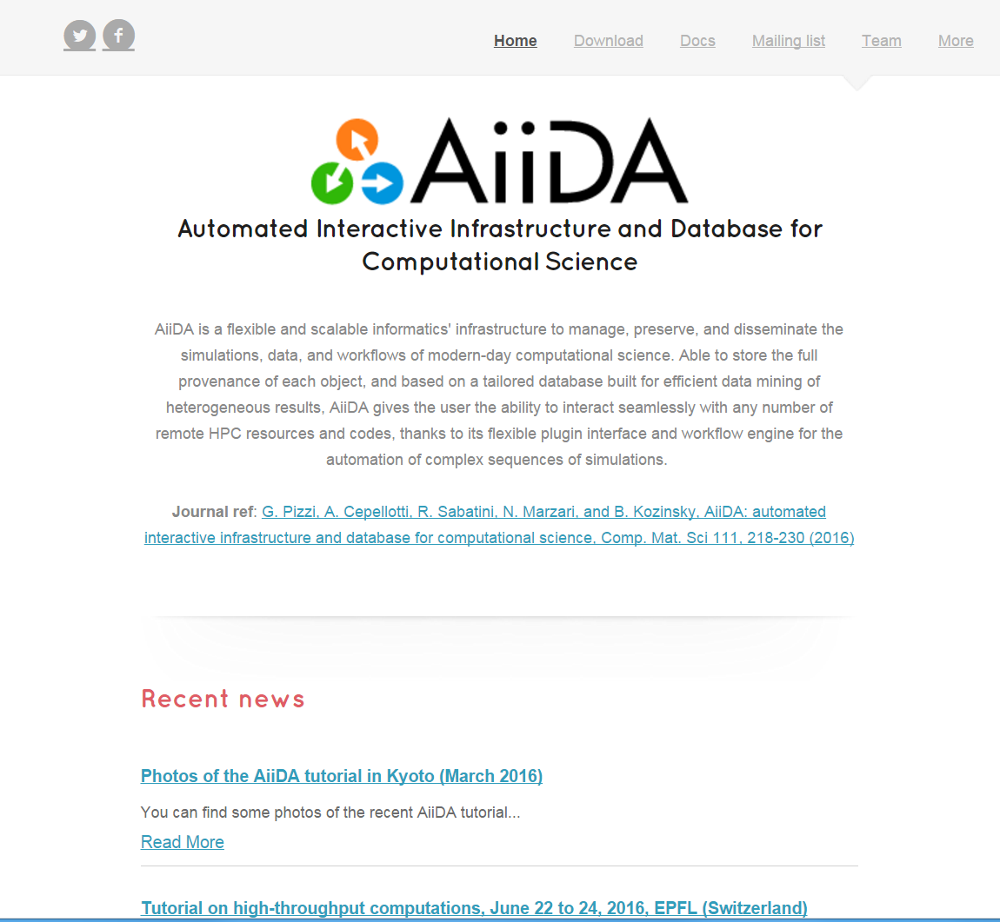 Home Download Docs Mailing list Team More
AiiDA
Automated Interactive Infrastructure and Database for
Computational Science
AiiDA is a flexible and scalable informatics' infrastructure to manage, preserve, and disseminate the
simulations, data, and workflows of modern-day computational science. Able to store the full
provenance of each object, and based on a tailored database built for efficient data mining of
heterogeneous results, AiiDA gives the user the ability to interact seamlessly with any number of
remote HPC resources and codes, thanks to its flexible plugin interface and workflow engine for the
automation of complex sequences of simulations.
Journal ref: G. Pizzi, A. Cepellotti, R. Sabatini, N. Marzari, and B. Kozinsky, AiiDA: automated
interactive infrastructure and database for computational science, Comp. Mat. Sci 111, 218-230 (2016)
Recent news
Photos of the AiiDA tutorial in Kyoto (March 2016)
You can find some photos of the recent AiiDA tutorial...
Read More
Tutorial on high-throughput computations, June 22 to 24, 2016, EPFL (Switzerland)